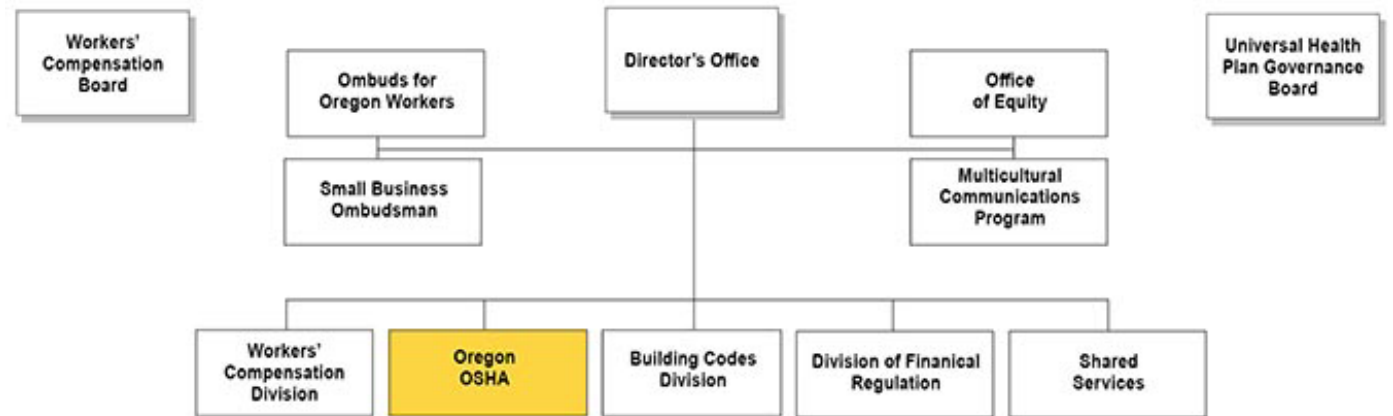 Workers'
Compensation
Board
Ombuds for
Oregon Workers
Director's Office
Office
of Equity
Universal Health
Plan Governance
Board
Small Business
Ombudsman
Multicultural
Communications
Program
Workers'
Compensation
Division
Oregon
OSHA
Building Codes
Division
Division of Finanical
Regulation
Shared
Services